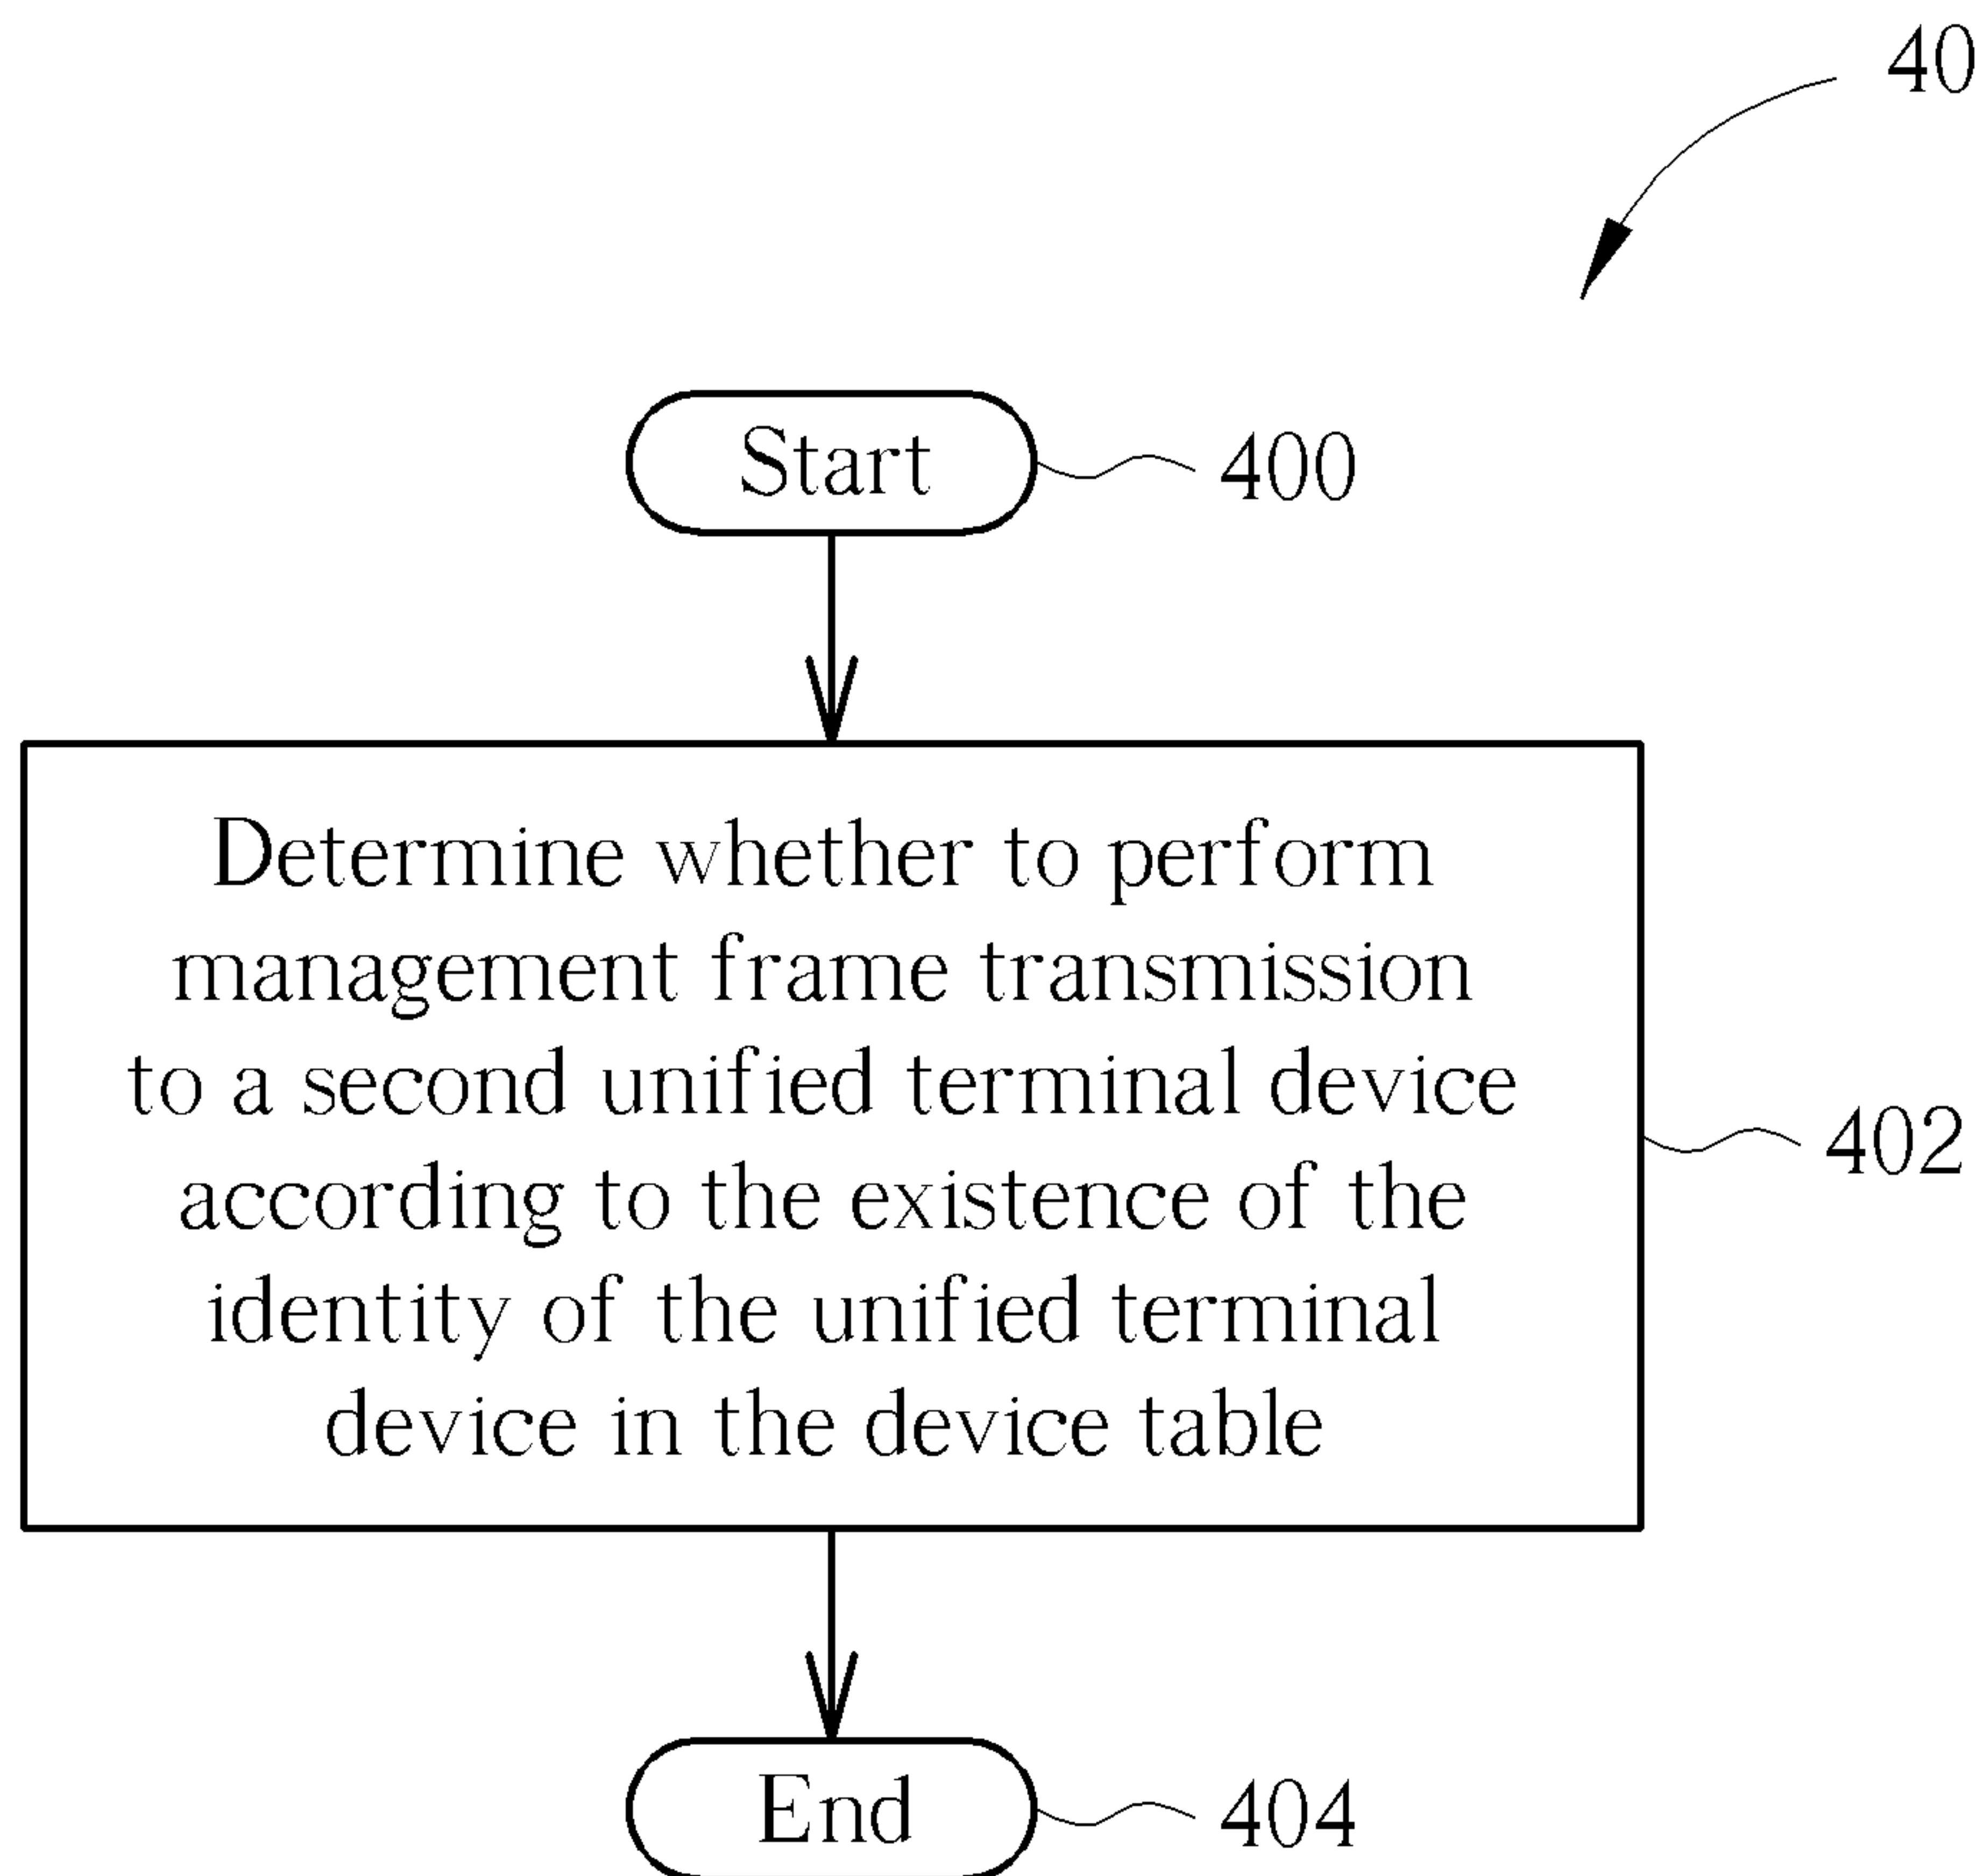 40
Start
400
Determine whether to perform
management frame transmission
to a second unified terminal device
according to the existence of the
identity of the unified terminal
device in the device table
402
End
404